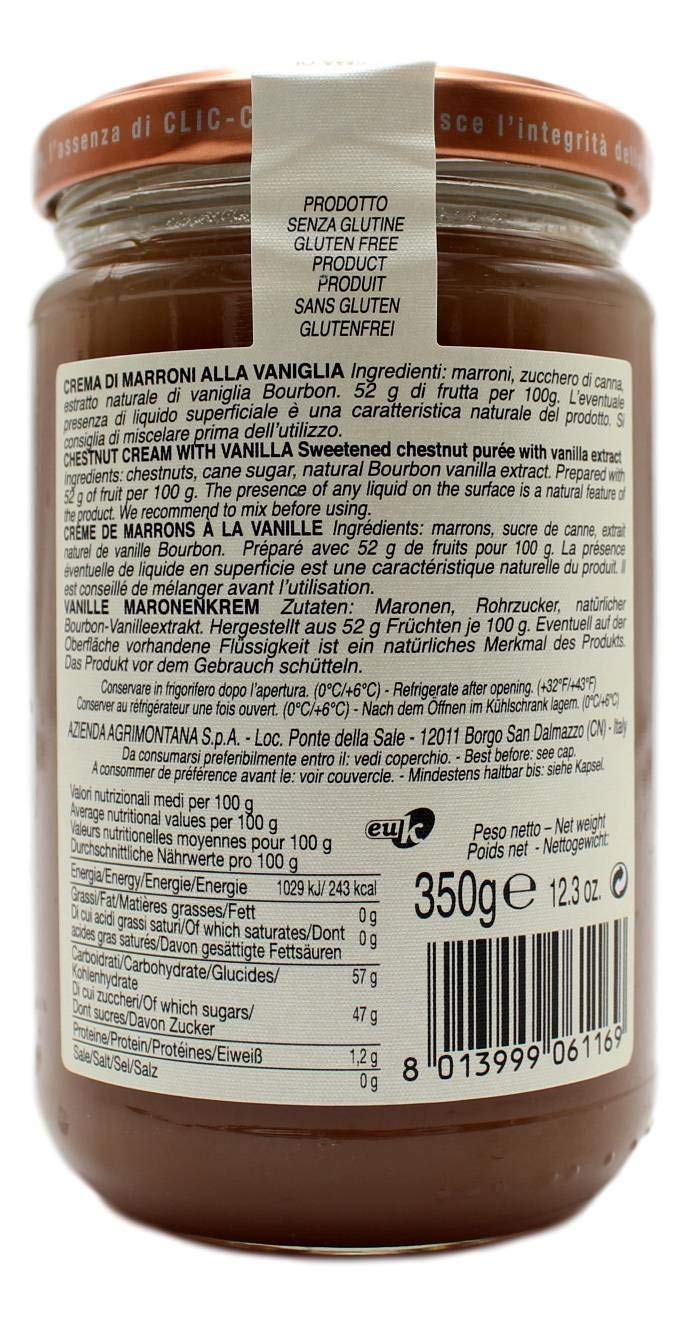 l'assenza di CLIC-C
sce l'integrità de
PRODOTTO
SENZA GLUTINE
GLUTEN FREE
PRODUCT
PRODUIT
SANS GLUTEN
GLUTENFREI
CREMA DI MARRONI ALLA VANIGLIA Ingredienti: marroni, zucchero di canna,
estratto naturale di vaniglia Bourbon. 52 g di frutta per 100g. L'eventuale
presenza di liquido superficiale è una caratteristica naturale del prodotto. Si
consiglia di miscelare prima dell'utilizzo.
CHESTNUT CREAM WITH VANILLA Sweetened chestnut purée with vanilla extract
Ingredients: chestnuts, cane sugar, natural Bourbon vanilla extract. Prepared with
52 g of fruit per 100 g. The presence of any liquid on the surface is a natural feature of
the product. We recommend to mix before using.
CRÈME DE MARRONS À LA VANILLE Ingrédients: marrons, sucre de canne, extrait
naturel de vanille Bourbon. Préparé avec 52 g de fruits pour 100 g. La présence
éventuelle de liquide en superficie est une caractéristique naturelle du produit. Il
est conseillé de mélanger avant l'utilisation.
VANILLE MARONENKREM Zutaten: Maronen, Rohrzucker, natürlicher
Bourbon-Vanilleextrakt. Hergestellt aus 52 g Früchten je 100 g. Eventuell auf der
Oberfläche vorhandene Flüssigkeit ist ein natürliches Merkmal des Produkts.
Das Produkt vor dem Gebrauch schütteln.
Conservare in frigorifero dopo l'apertura. (0°C/+6°C) - Refrigerate after opening. (+32°F/+43°F)
Conserver au réfrigérateur une fois ouvert. (0°C/+6°C) - Nach dem Öffnen im Kühlschrank lagern. (0°C/+6°C)
AZIENDA AGRIMONTANA S.p.A. - Loc. Ponte della Sale - 12011 Borgo San Dalmazzo (CN) - Italy
Da consumarsi preferibilmente entro il: vedi coperchio. - Best before: see cap.
A consommer de préférence avant le: voir couvercle. - Mindestens haltbar bis: siehe Kapsel.
Valori nutrizionali medi per 100 g
Average nutritional values per 100 g
Valeurs nutritionelles moyennes pour 100 g
Durchschnittliche Nährwerte pro 100 g
Energia/Energy/Energie/Energie 1029 kJ/ 243 kcal
Grassi/Fat/Matières grasses/Fett 0 g
Di cui acidi grassi saturi/Of which saturates/Dont
acides gras saturés/Davon gesättigte Fettsäuren 0 g
Carboidrati/Carbohydrate/Glucides/
Kohlenhydrate 57 g
Di cui zuccheri/Of which sugars/
Dont sucres/Davon Zucker 47 g
Proteine/Protein/Protéines/Eiweiß 1,2 g
Sale/Salt/Sel/Salz 0 g
euk
Peso netto – Net weight
Poids net - Nettogewicht:
350g e 12.3 oz.
8 013999 061169